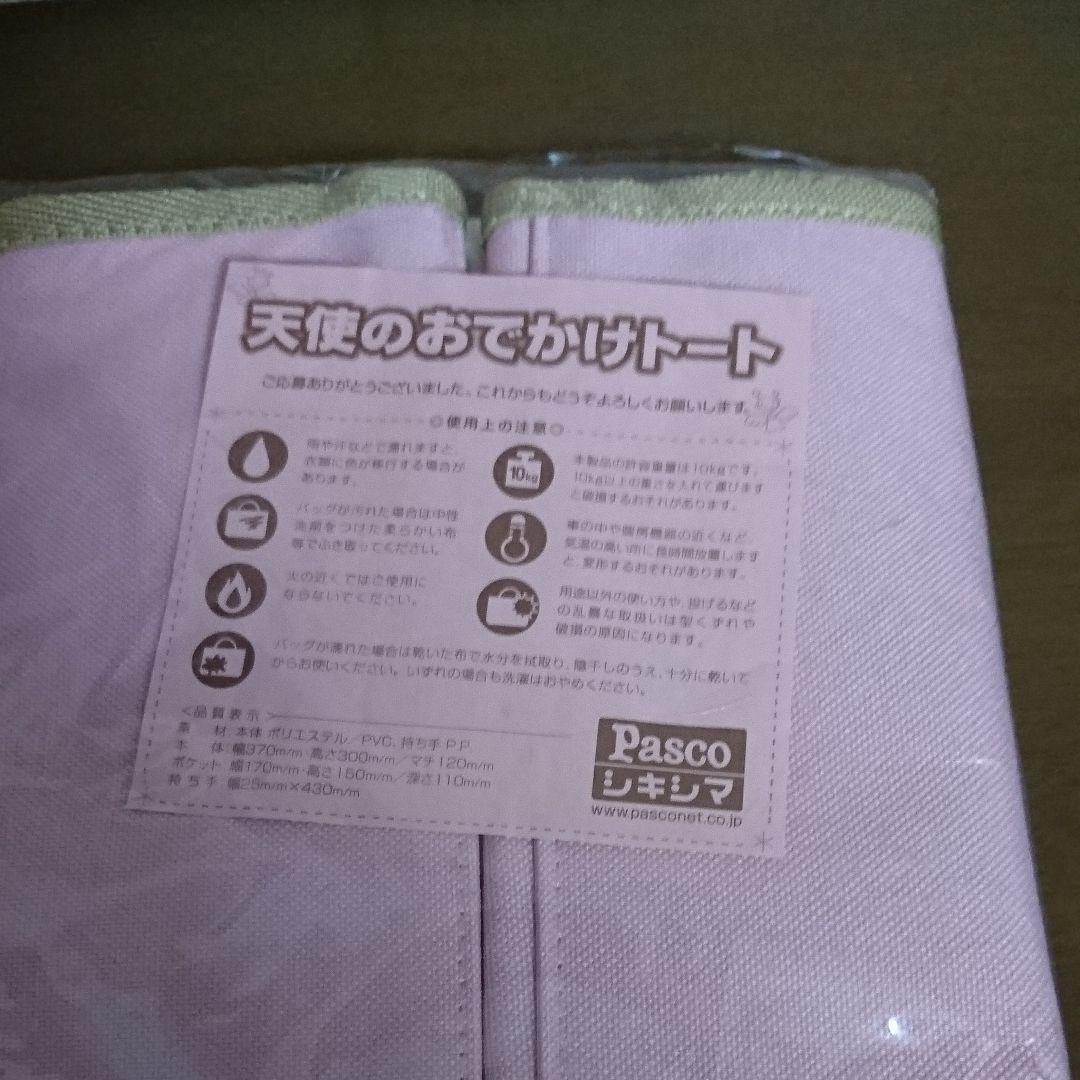 天使のおでかけトート
ご応募ありがとうございました。これからもどうぞよろしくお願いします。
◎使用上の注意◎
雨や汗などで濡れますと、
衣類に色が移行する場合が
あります。
バッグが汚れた場合は中性
洗剤をつけた柔らかい布
等でふき取ってください。
火の近くではご使用に
ならないでください。
10kg
本製品の許容重量は10kgです。
10kg以上の重さを入れて運びます
と破損するおそれがあります。
車の中や暖房機器の近くなど、
気温の高い所に長時間放置します
と、変形するおそれがあります。
用途以外の使い方や、投げるなど
の乱暴な取扱いは型くずれや
破損の原因になります。
バッグが濡れた場合は乾いた布で水分を拭取り、陰干しのうえ、十分に乾いて
からお使いください。いずれの場合も洗濯はおやめください。
<品質表示>
素 材 本体 ポリエステル/PVC、持ち手 P.P.
本 体 幅370m/m・高さ300m/m/マチ120m/m
ポケット 幅170m/m・高さ150m/m/深さ110m/m
持ち手 幅25m/m×430m/m
Pasco
シキシマ
www.pasconet.co.jp